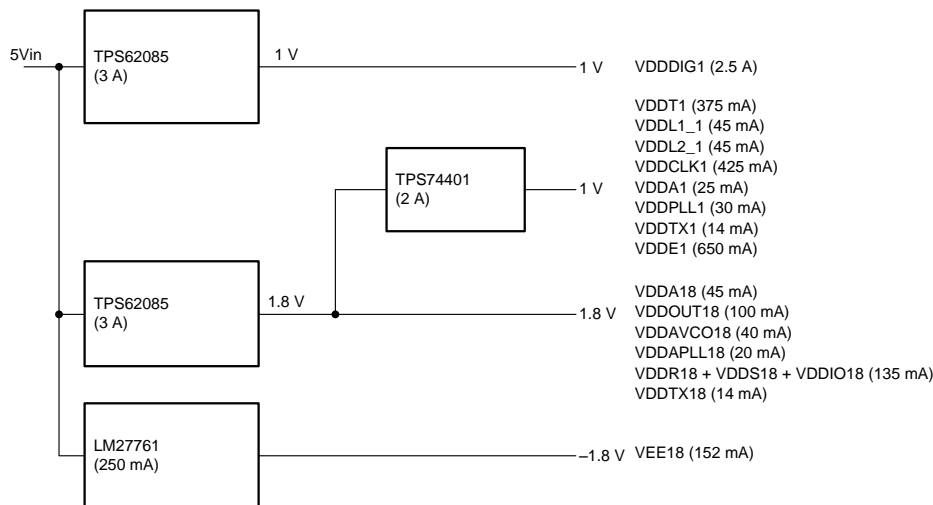 5Vin
TPS62085
(3 A)
1 V
1 V
VDDDIG1 (2.5 A)
VDDT1 (375 mA)
VDDL1_1 (45 mA)
VDDL2_1 (45 mA)
VDDCLK1 (425 mA)
VDDA1 (25 mA)
VDDPLL1 (30 mA)
VDDTX1 (14 mA)
VDDE1 (650 mA)
TPS74401
(2 A)
1 V
TPS62085
(3 A)
1.8 V
1.8 V
VDDA18 (45 mA)
VDDOUT18 (100 mA)
VDDAVCO18 (40 mA)
VDDAPLL18 (20 mA)
VDDR18 + VDDS18 + VDDIO18 (135 mA)
VDDTX18 (14 mA)
LM27761
(250 mA)
–1.8 V
VEE18 (152 mA)